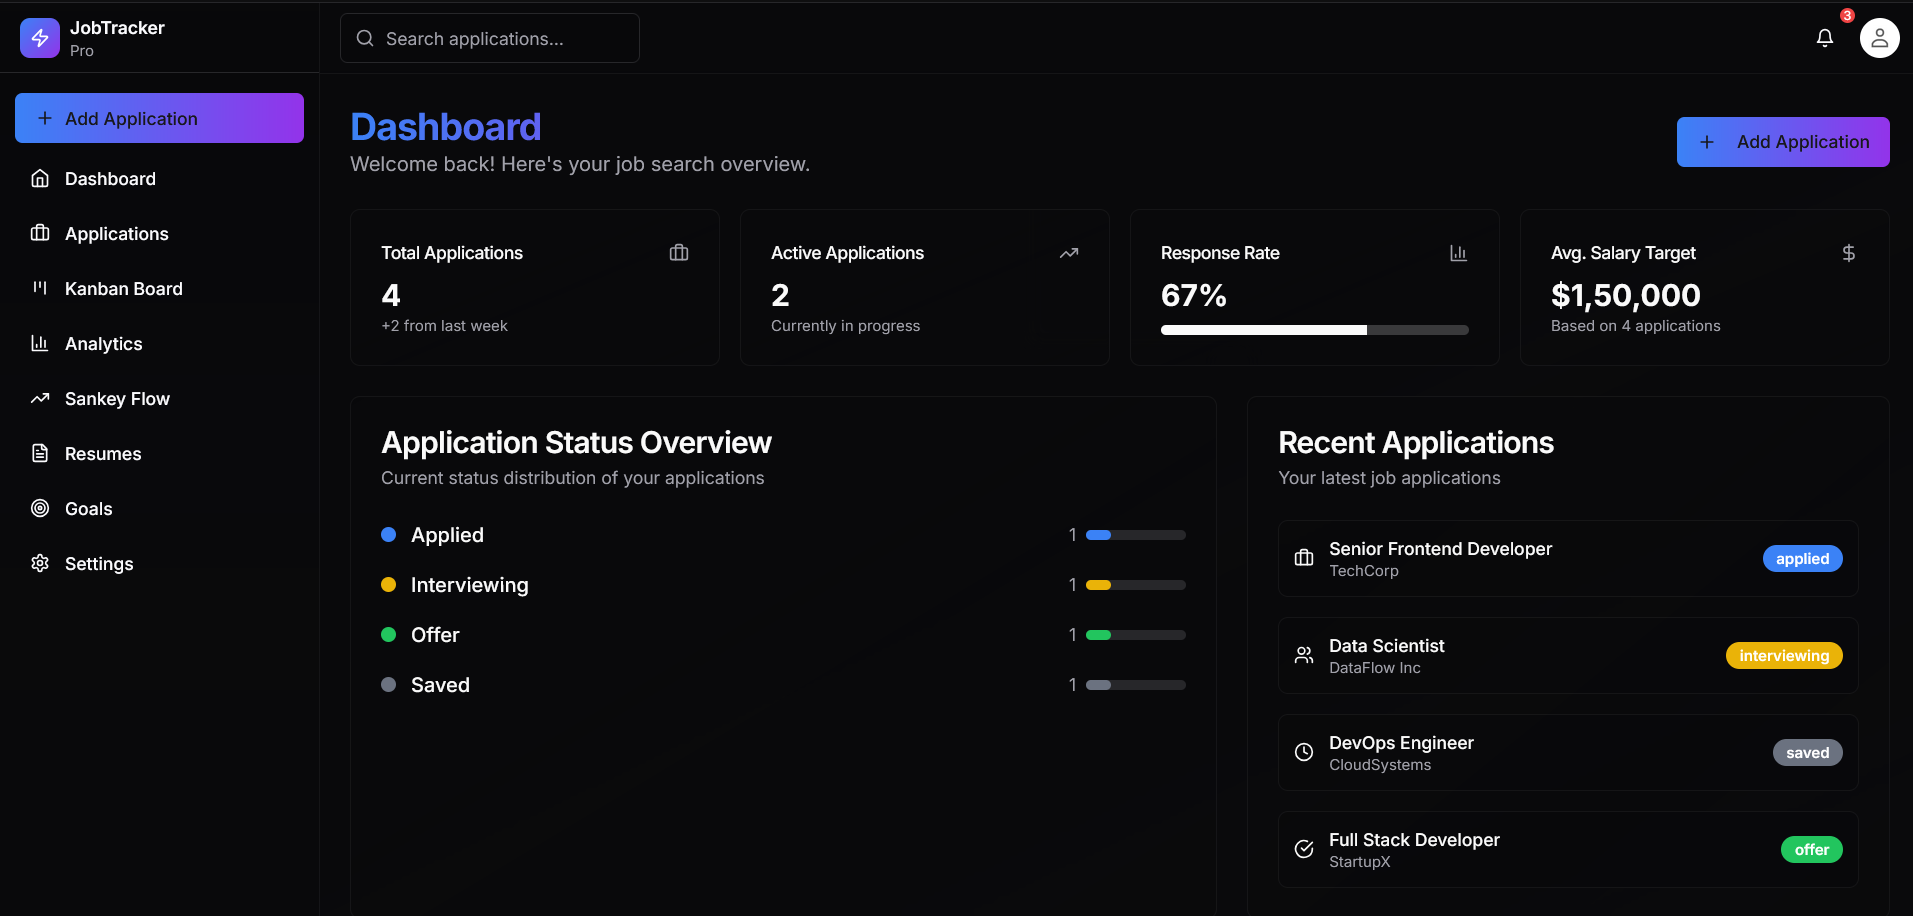 JobTracker
Pro
Search applications...
3
Add Application
Dashboard
Applications
Kanban Board
Analytics
Sankey Flow
Resumes
Goals
Settings
Dashboard
Welcome back! Here's your job search overview.
Add Application
Total Applications
4
+2 from last week
Active Applications
2
Currently in progress
Response Rate
67%
Avg. Salary Target
$1,50,000
Based on 4 applications
Application Status Overview
Current status distribution of your applications
Applied 1
Interviewing 1
Offer 1
Saved 1
Recent Applications
Your latest job applications
Senior Frontend Developer
TechCorp
applied
Data Scientist
DataFlow Inc
interviewing
DevOps Engineer
CloudSystems
saved
Full Stack Developer
StartupX
offer